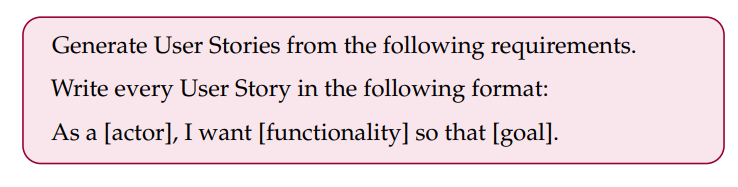 Generate User Stories from the following requirements.
Write every User Story in the following format:
As a [actor], I want [functionality] so that [goal].